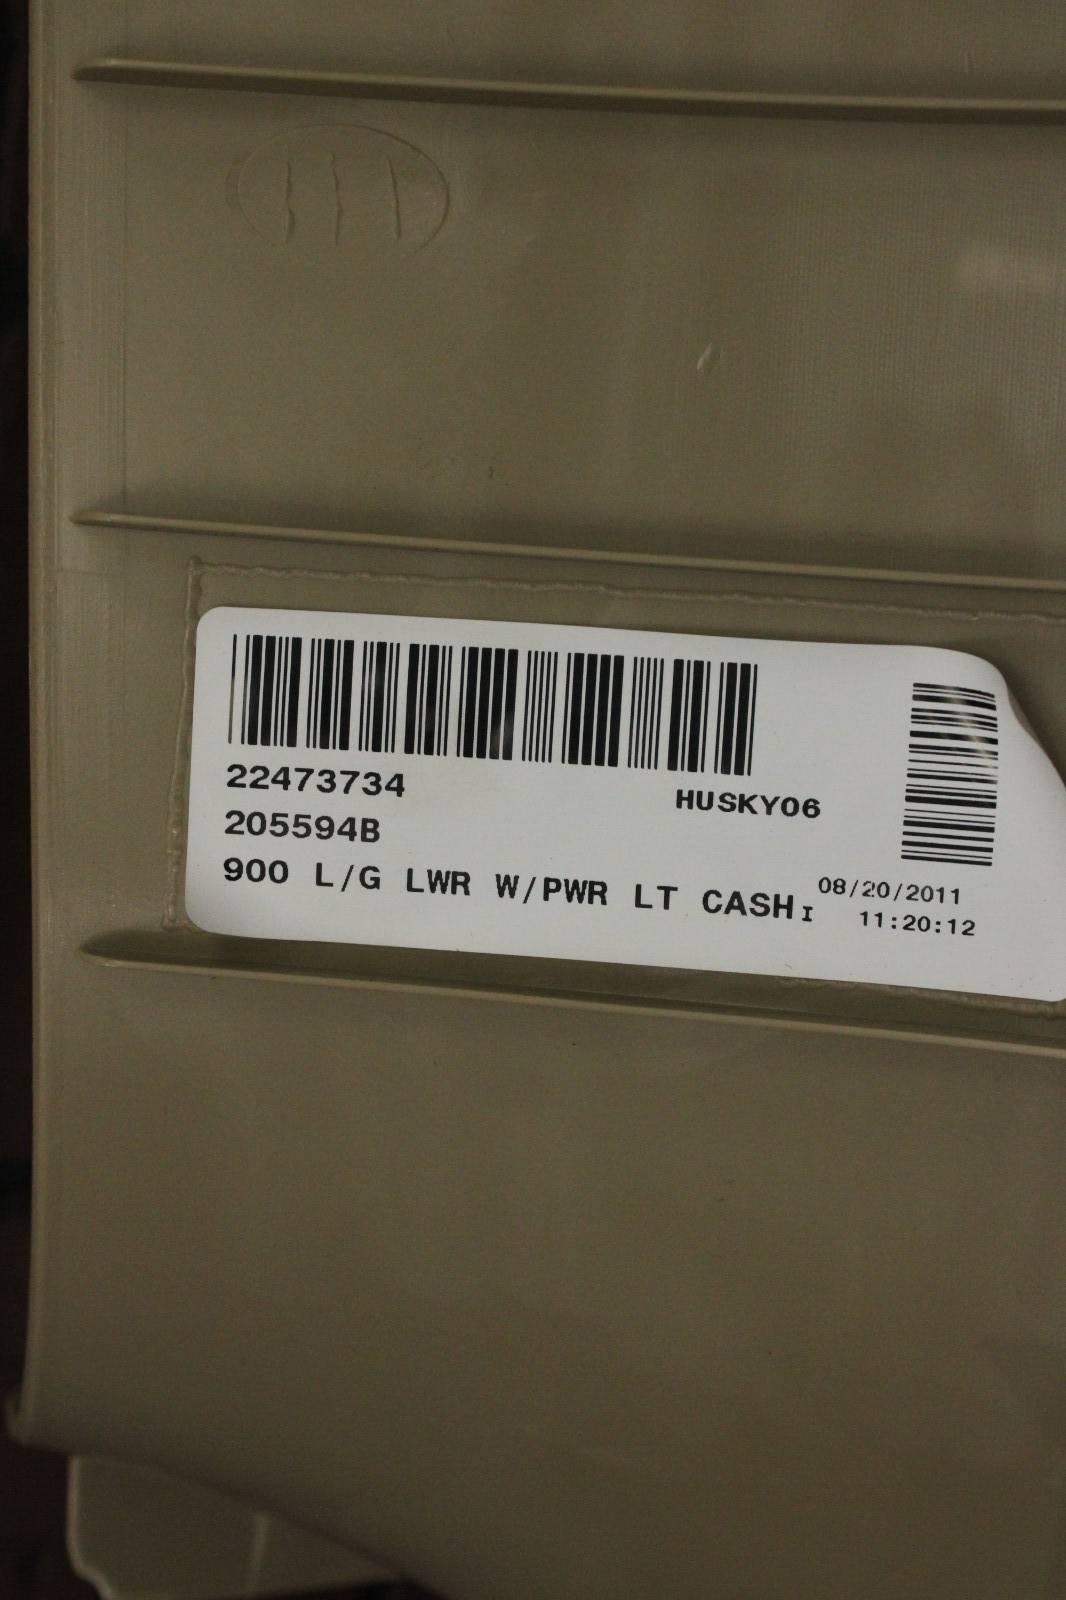 22473734
HUSKY06
205594B
900 L/G LWR W/PWR LT CASHI
08/20/2011
11:20:12